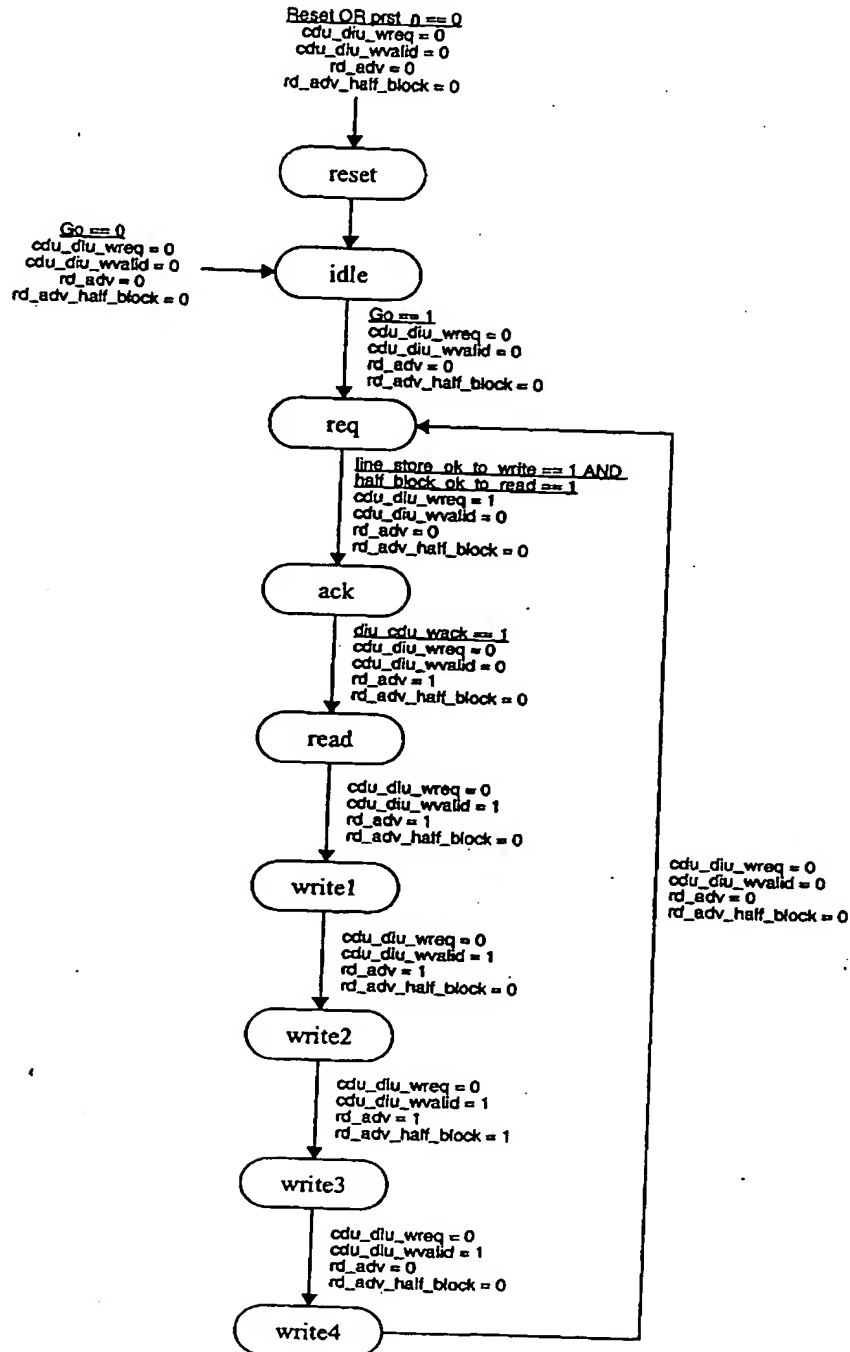 Reset OR prst_n == 0
cdu_diu_wreq = 0
cdu_diu_wvalid = 0
rd_adv = 0
rd_adv_half_block = 0
reset
Go == 0
cdu_diu_wreq = 0
cdu_diu_wvalid = 0
rd_adv = 0
rd_adv_half_block = 0
idle
Go == 1
cdu_diu_wreq = 0
cdu_diu_wvalid = 0
rd_adv = 0
rd_adv_half_block = 0
req
line_store_ok_to_write == 1 AND
half_block_ok_to_read == 1
cdu_diu_wreq = 1
cdu_diu_wvalid = 0
rd_adv = 0
rd_adv_half_block = 0
ack
diu_cdu_wack == 1
cdu_diu_wreq = 0
cdu_diu_wvalid = 0
rd_adv = 1
rd_adv_half_block = 0
read
cdu_diu_wreq = 0
cdu_diu_wvalid = 1
rd_adv = 1
rd_adv_half_block = 0
cdu_diu_wreq = 0
cdu_diu_wvalid = 0
rd_adv = 0
rd_adv_half_block = 0
write1
cdu_diu_wreq = 0
cdu_diu_wvalid = 1
rd_adv = 1
rd_adv_half_block = 0
write2
cdu_diu_wreq = 0
cdu_diu_wvalid = 1
rd_adv = 1
rd_adv_half_block = 1
write3
cdu_diu_wreq = 0
cdu_diu_wvalid = 1
rd_adv = 0
rd_adv_half_block = 0
write4